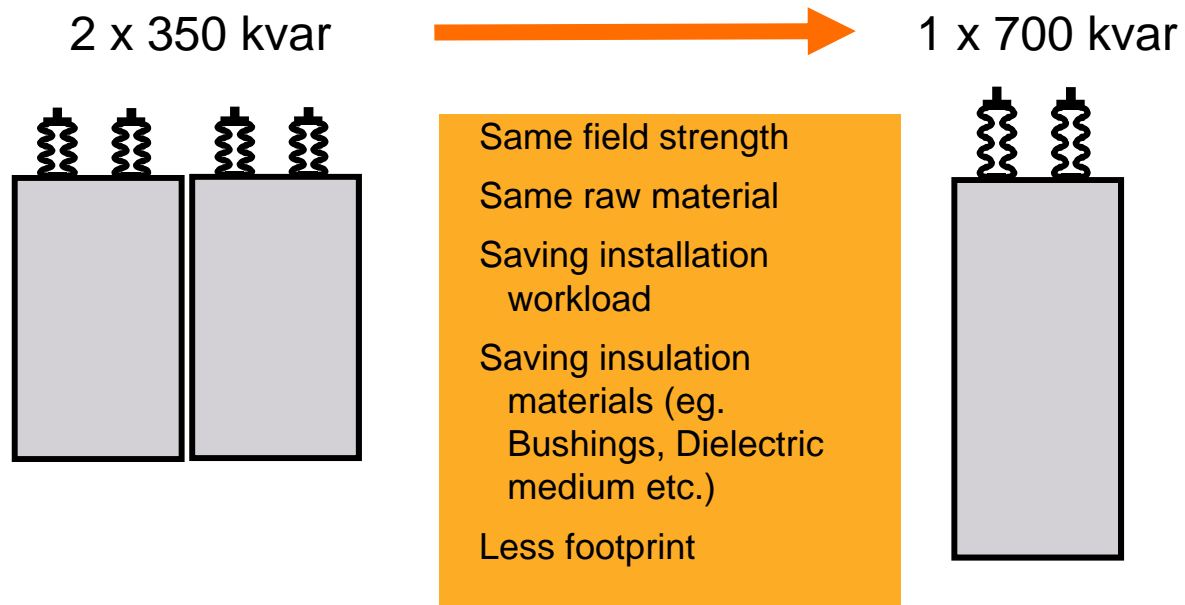 2 x 350 kvar
1 x 700 kvar
Same field strength
Same raw material
Saving installation
workload
Saving insulation
materials (eg.
Bushings, Dielectric
medium etc.)
Less footprint